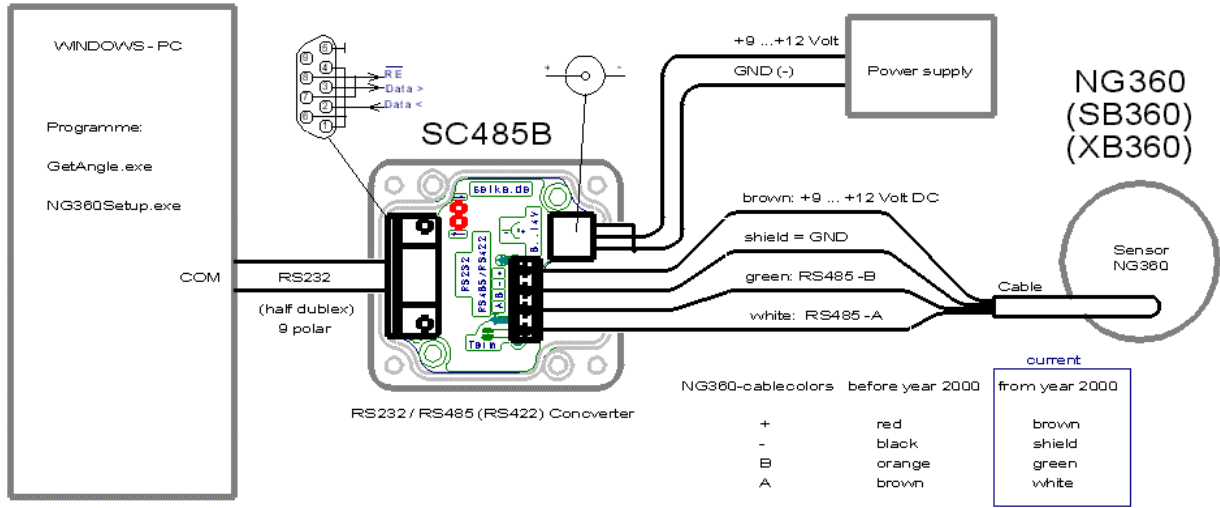 WINDOWS - PC
Programme:
GetAngle.exe
NG360Setup.exe
COM
RS232
(half dublex)
9 polar
5
9
4
8
3
7
2
6
1
RE
Data >
Data <
+
-
SC485B
selke.de
8...14V
- +
RS232
RS485/RS422
A B - +
Term
RS232 / RS485 (RS422) Concverter
+9 ...+12 Volt
GND (-)
Power supply
NG360
(SB360)
(XB360)
brown: +9 ... +12 Volt DC
shield = GND
green: RS485 -B
white: RS485 -A
Cable
Sensor
NG360
current
NG360-cablecolors before year 2000 from year 2000
+ red brown
- black shield
B orange green
A brown white